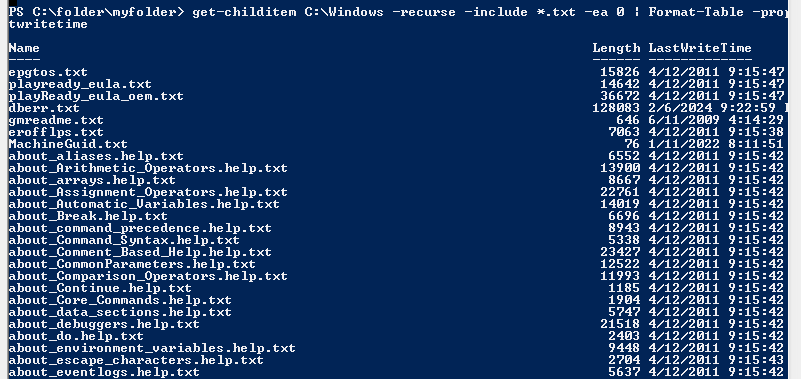 PS C:\folder\myfolder> get-childitem C:\Windows -recurse -include *.txt -ea 0 | Format-Table -prop
twritetime
Name Length LastWriteTime
---- ------ -------------
epgtos.txt 15826 4/12/2011 9:15:47
playready_eula.txt 14642 4/12/2011 9:15:47
playReady_eula_oem.txt 36672 4/12/2011 9:15:47
dberr.txt 128083 2/6/2024 9:22:59
gmreadme.txt 646 6/11/2009 4:14:29
erofflps.txt 7063 4/12/2011 9:15:38
MachineGuid.txt 76 1/11/2022 8:11:51
about_aliases.help.txt 6552 4/12/2011 9:15:42
about_Arithmetic_Operators.help.txt 13900 4/12/2011 9:15:42
about_arrays.help.txt 8667 4/12/2011 9:15:42
about_Assignment_Operators.help.txt 22761 4/12/2011 9:15:42
about_Automatic_Variables.help.txt 14019 4/12/2011 9:15:42
about_Break.help.txt 6696 4/12/2011 9:15:42
about_command_precedence.help.txt 8943 4/12/2011 9:15:42
about_Command_Syntax.help.txt 5338 4/12/2011 9:15:42
about_Comment_Based_Help.help.txt 23427 4/12/2011 9:15:42
about_CommonParameters.help.txt 12522 4/12/2011 9:15:42
about_Comparison_Operators.help.txt 11993 4/12/2011 9:15:42
about_Continue.help.txt 1185 4/12/2011 9:15:42
about_Core_Commands.help.txt 1904 4/12/2011 9:15:42
about_data_sections.help.txt 5747 4/12/2011 9:15:42
about_debuggers.help.txt 21518 4/12/2011 9:15:42
about_do.help.txt 2403 4/12/2011 9:15:42
about_environment_variables.help.txt 9448 4/12/2011 9:15:42
about_escape_characters.help.txt 2704 4/12/2011 9:15:43
about_eventlogs.help.txt 5637 4/12/2011 9:15:42